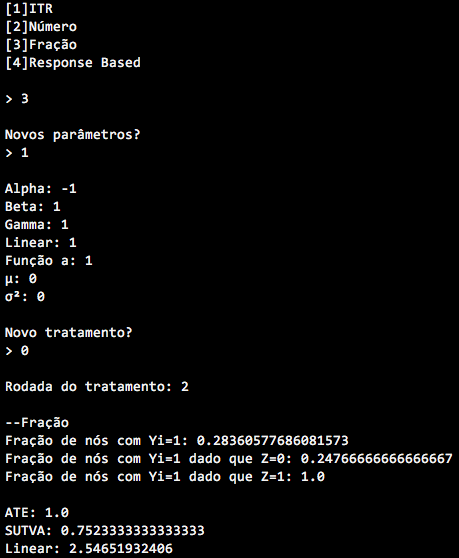 [1]ITR
[2]Número
[3]Fração
[4]Response Based
> 3
Novos parâmetros?
> 1
Alpha: -1
Beta: 1
Gamma: 1
Linear: 1
Função a: 1
μ: 0
σ²: 0
Novo tratamento?
> 0
Rodada do tratamento: 2
--Fração
Fração de nós com Yi=1: 0.28360577686081573
Fração de nós com Yi=1 dado que Z=0: 0.24766666666666667
Fração de nós com Yi=1 dado que Z=1: 1.0
ATE: 1.0
SUTVA: 0.7523333333333333
Linear: 2.54651932406